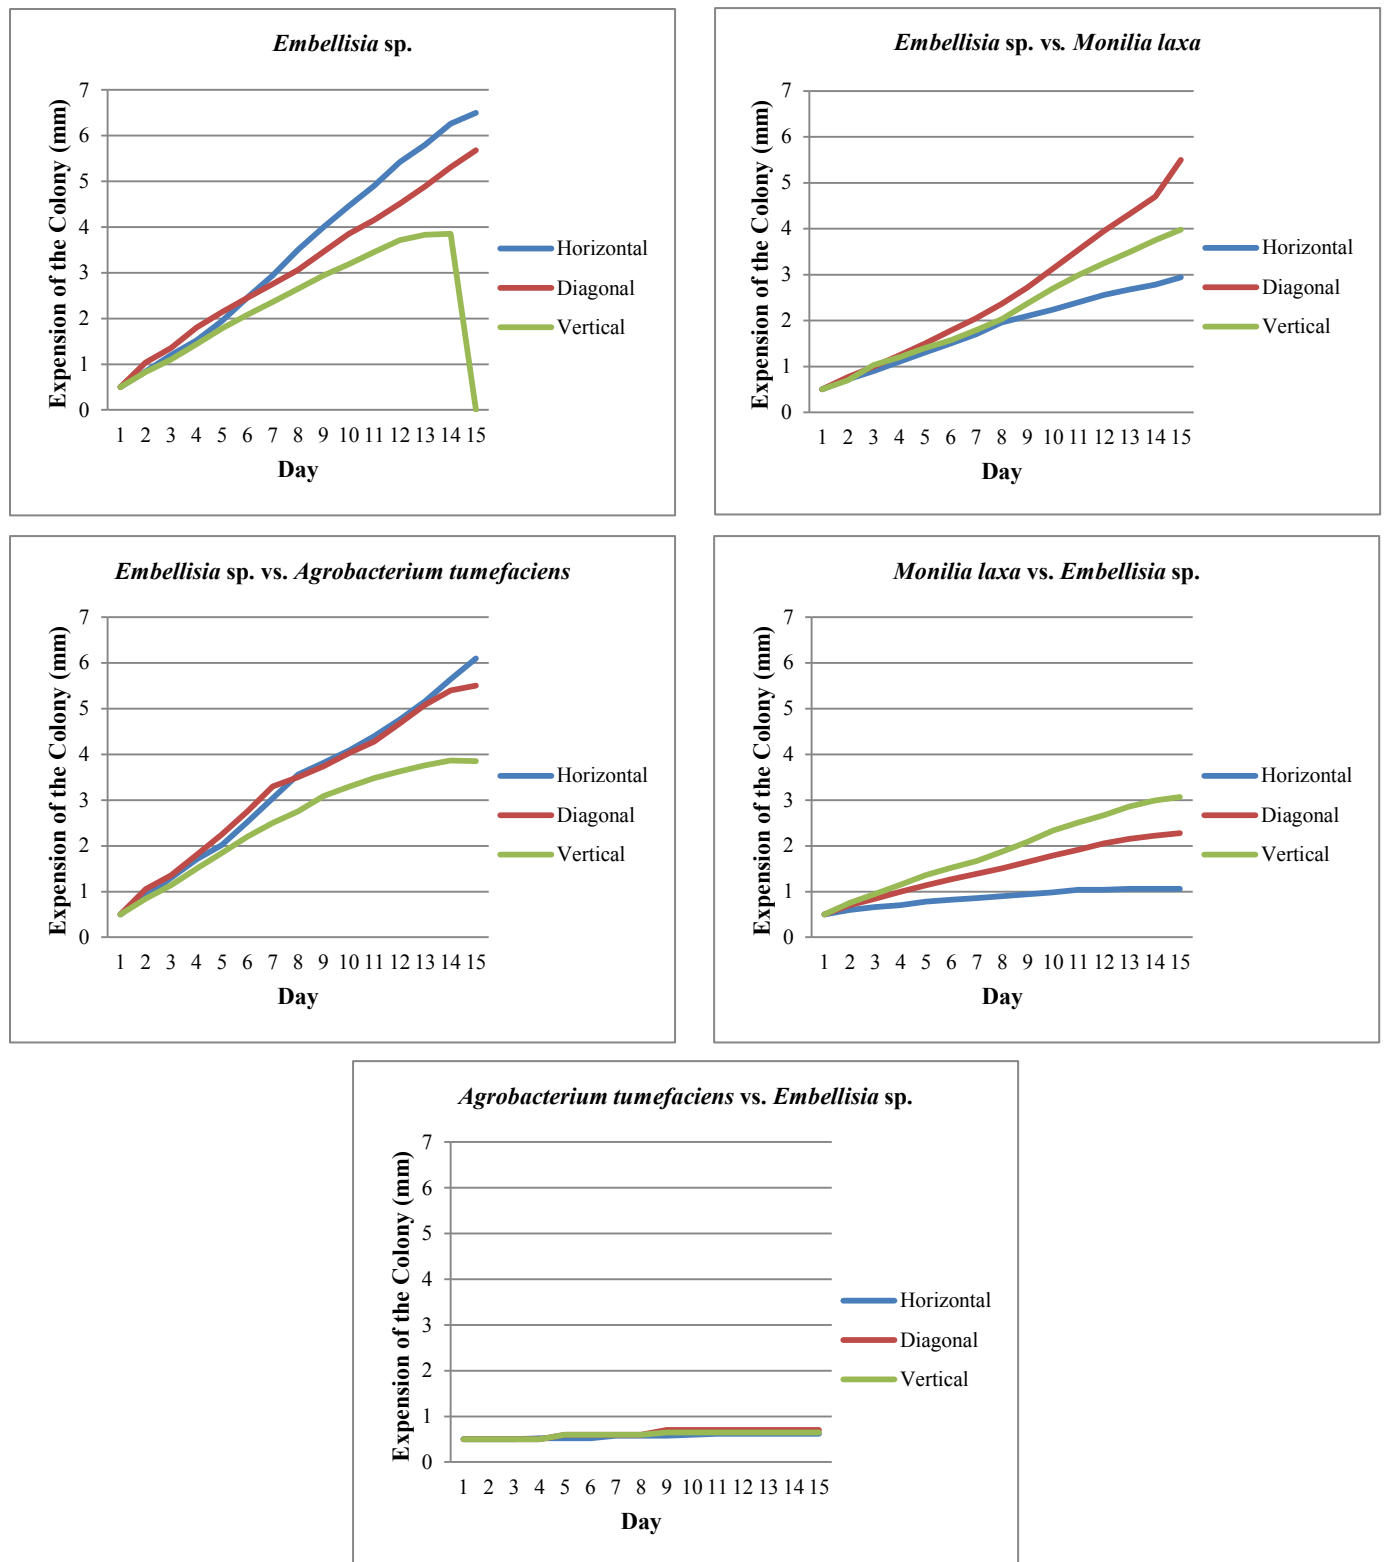 Embellisia sp.
Expension of the Colony (mm)
7
6
5
4
3
2
1
0
1 2 3 4 5 6 7 8 9 10 11 12 13 14 15
Day
Horizontal
Diagonal
Vertical
Embellisia sp. vs. Monilia laxa
Expension of the Colony (mm)
7
6
5
4
3
2
1
0
1 2 3 4 5 6 7 8 9 10 11 12 13 14 15
Day
Horizontal
Diagonal
Vertical
Embellisia sp. vs. Agrobacterium tumefaciens
Expension of the Colony (mm)
7
6
5
4
3
2
1
0
1 2 3 4 5 6 7 8 9 10 11 12 13 14 15
Day
Horizontal
Diagonal
Vertical
Monilia laxa vs. Embellisia sp.
Expension of the Colony (mm)
7
6
5
4
3
2
1
0
1 2 3 4 5 6 7 8 9 10 11 12 13 14 15
Day
Horizontal
Diagonal
Vertical
Agrobacterium tumefaciens vs. Embellisia sp.
Expension of the Colony (mm)
7
6
5
4
3
2
1
0
1 2 3 4 5 6 7 8 9 10 11 12 13 14 15
Day
Horizontal
Diagonal
Vertical